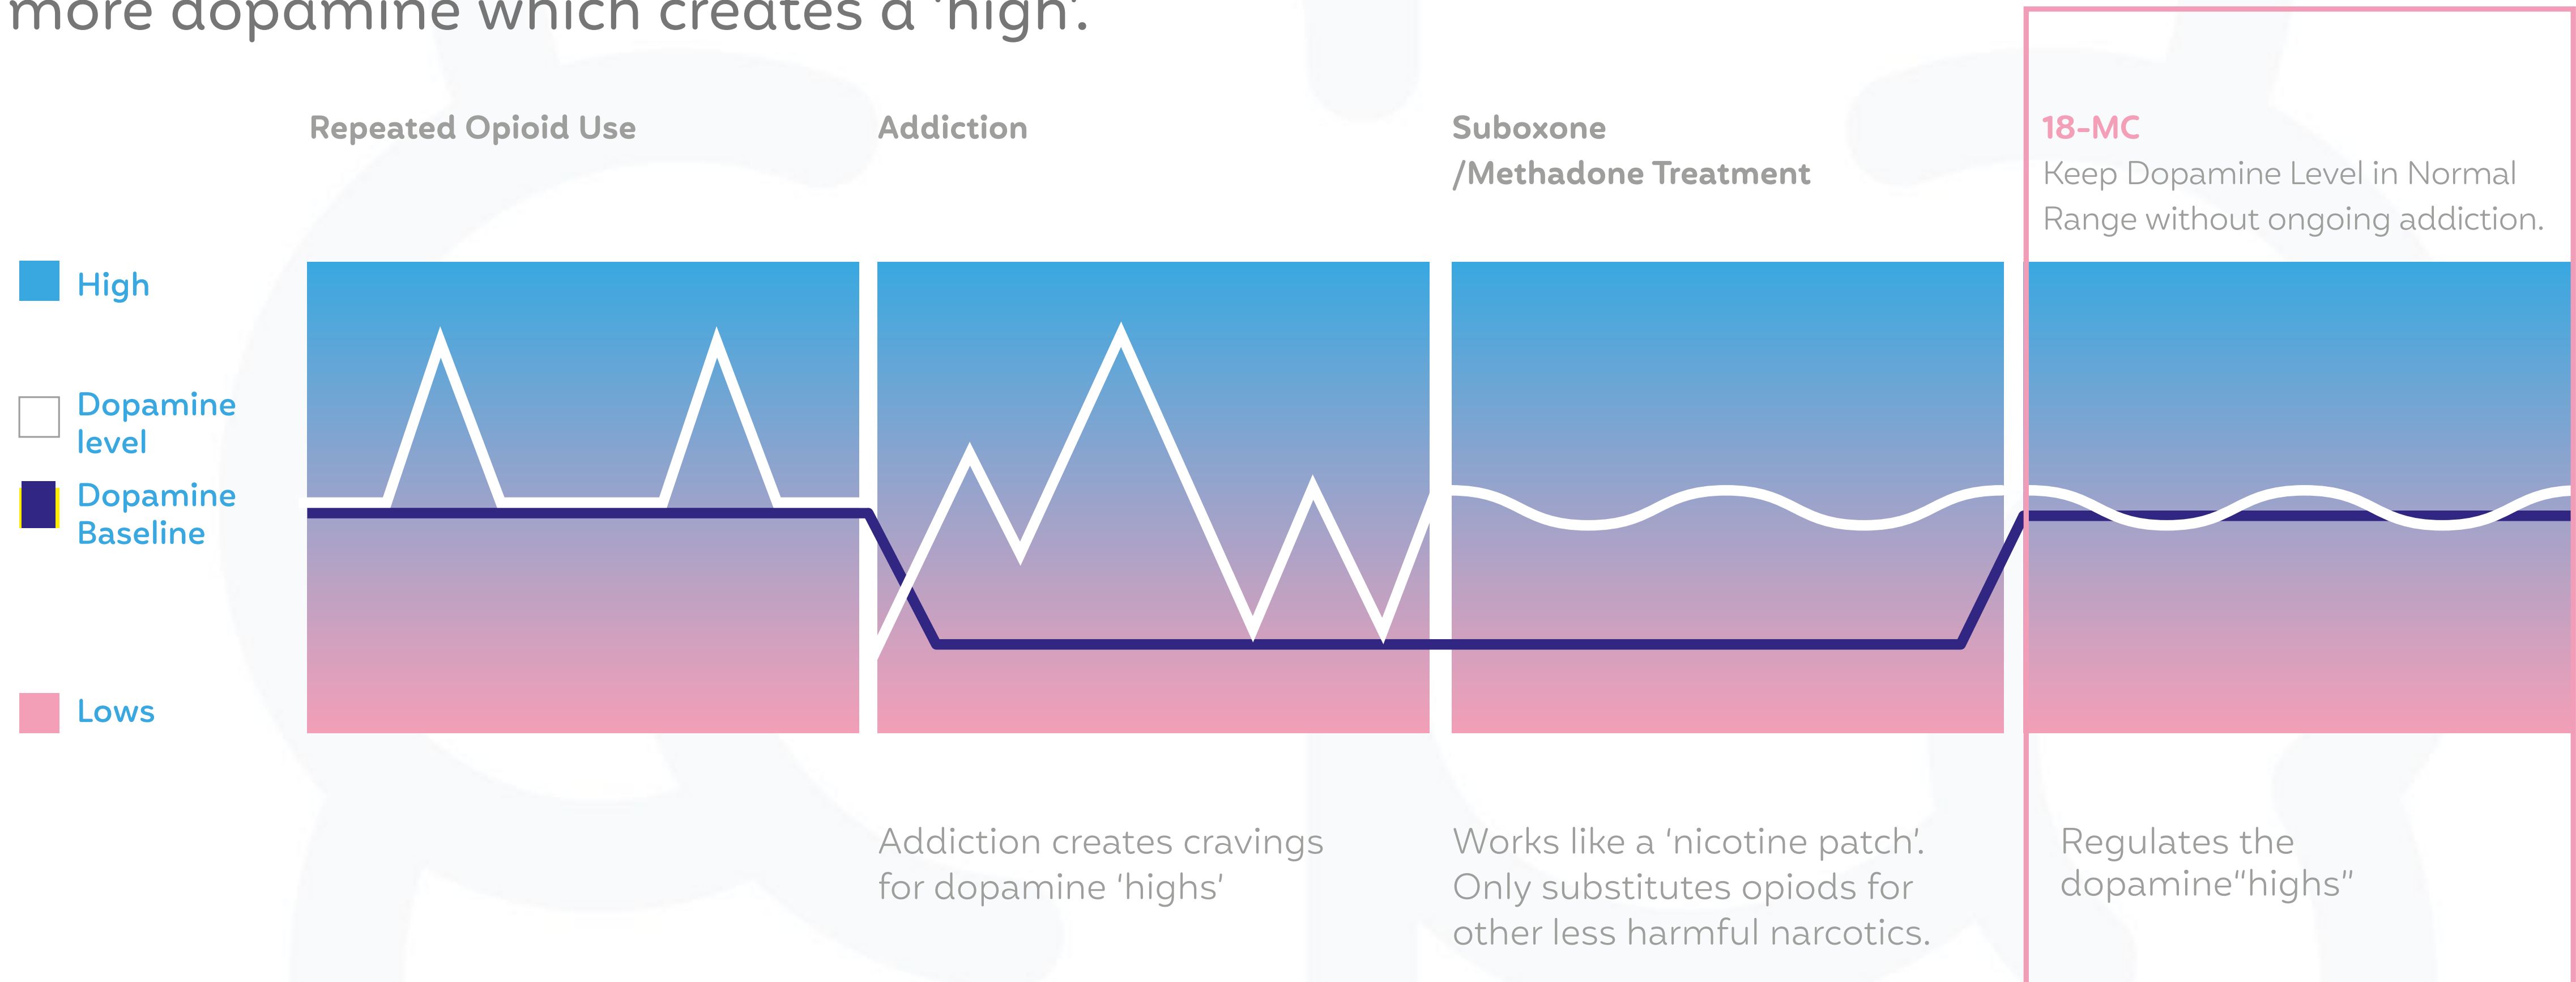 more dopamine which creates a 'high'.
Repeated Opioid Use
Addiction
Suboxone
/Methadone Treatment
18-MC
Keep Dopamine Level in Normal
Range without ongoing addiction.
High
Dopamine
level
Dopamine
Baseline
Lows
Addiction creates cravings
for dopamine ‘highs’
Works like a ‘nicotine patch’.
Only substitutes opiods for
other less harmful narcotics.
Regulates the
dopamine"highs"